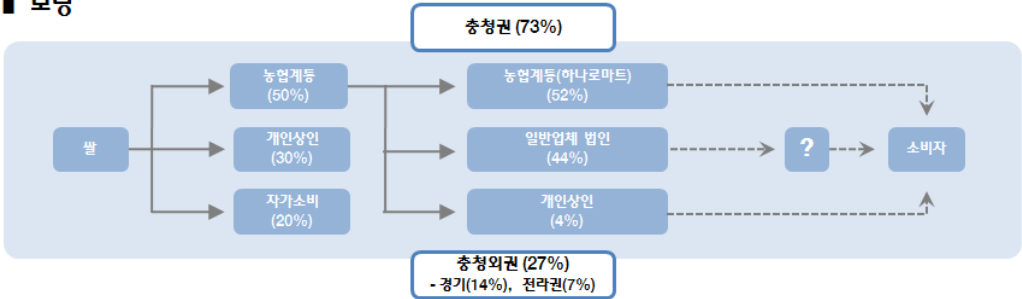 보령
충청권 (73%)
농협계통
(50%)
농협계통(하나로마트)
(52%)
쌀
개인상인
(30%)
일반업체 법인
(44%)
?
소비자
자가소비
(20%)
개인상인
(4%)
충청외권 (27%)
- 경기(14%), 전라권(7%)